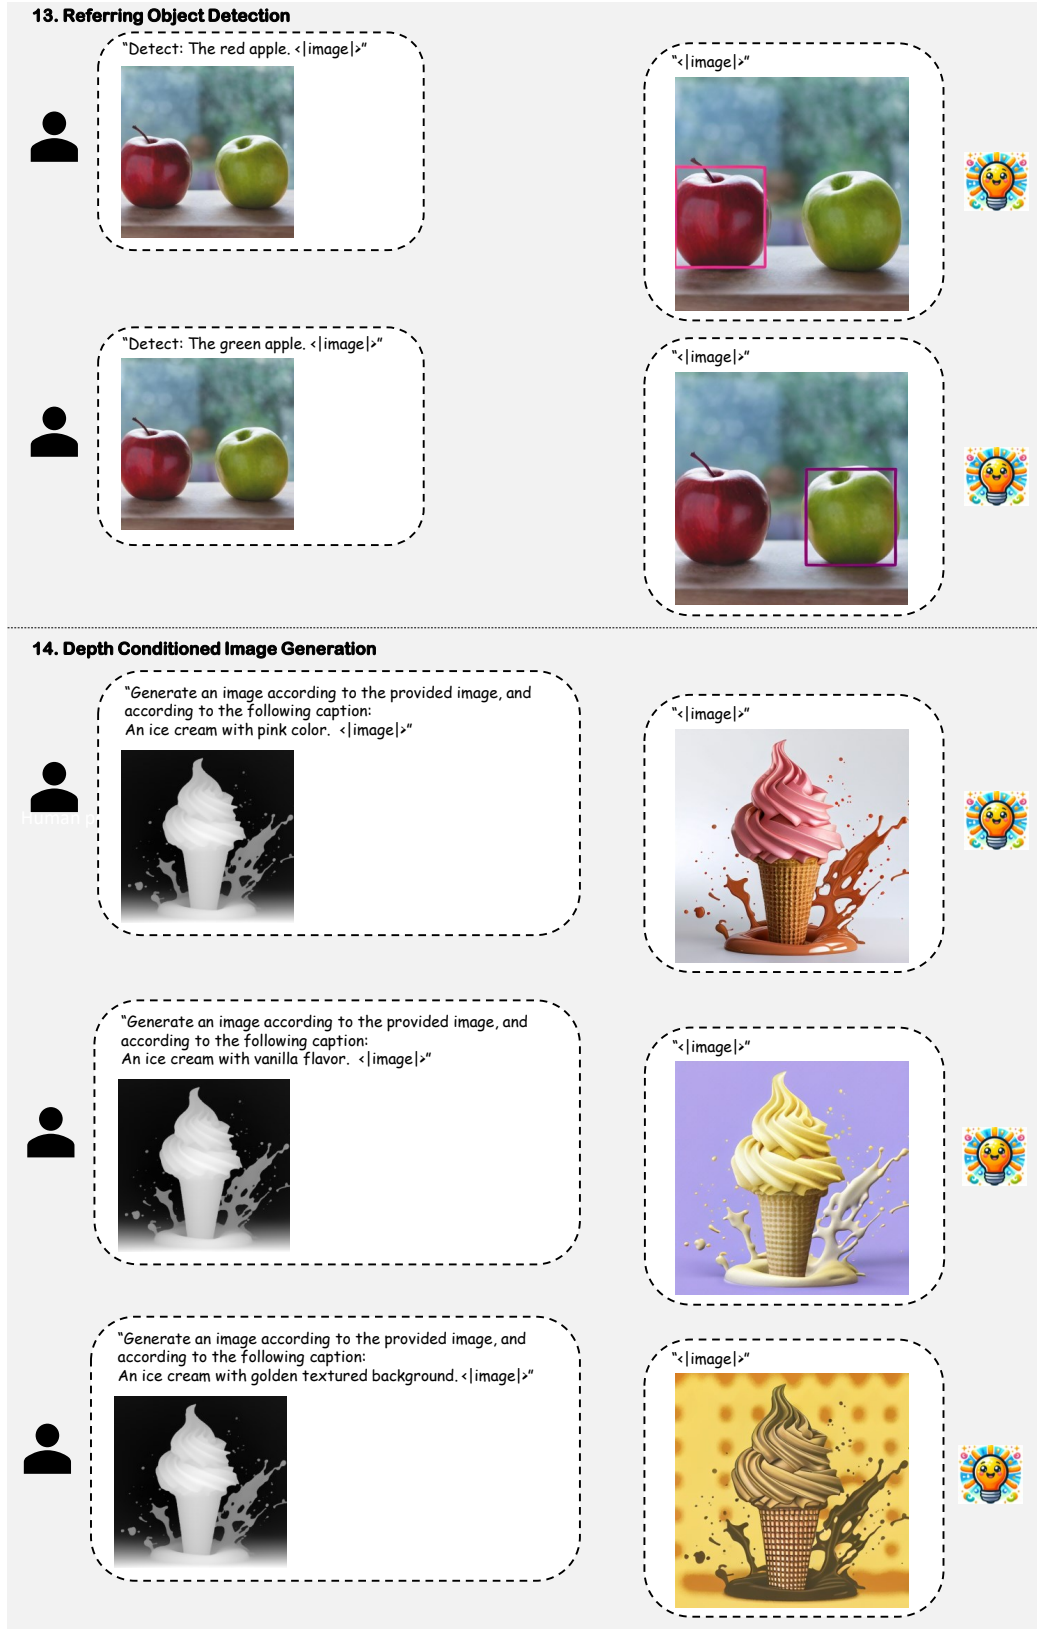 13. Referring Object Detection
“Detect: The red apple. <|image|>”
“<|image|>”
“Detect: The green apple. <|image|>”
“<|image|>”
14. Depth Conditioned Image Generation
“Generate an image according to the provided image, and
according to the following caption:
An ice cream with pink color. <|image|>”
“<|image|>”
Human p
“Generate an image according to the provided image, and
according to the following caption:
An ice cream with vanilla flavor. <|image|>”
“<|image|>”
“Generate an image according to the provided image, and
according to the following caption:
An ice cream with golden textured background. <|image|>”
“<|image|>”